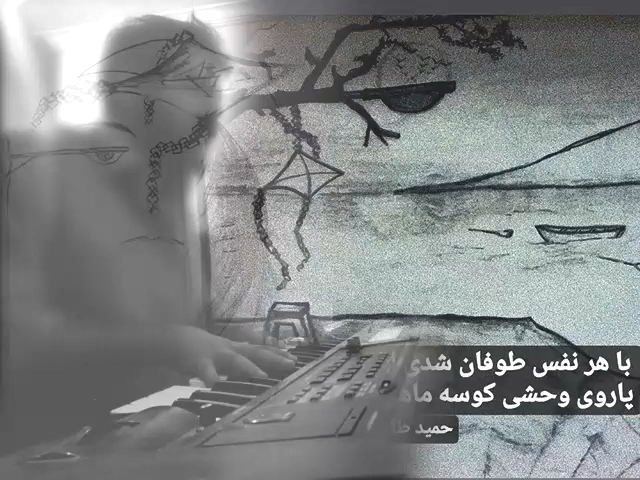 با هر نفس طوفان شدی
پاروی وحشی کوسه
حمید